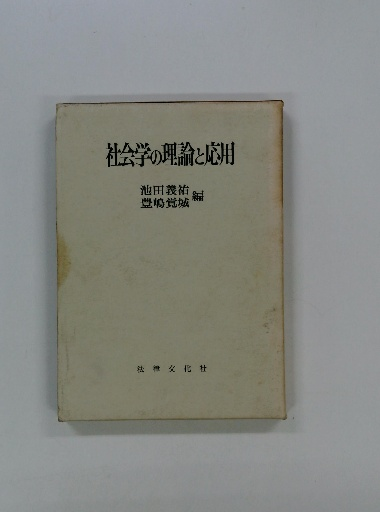 社会学の理論と応用
池田義祐
豊嶋覚城 編
法律文化社